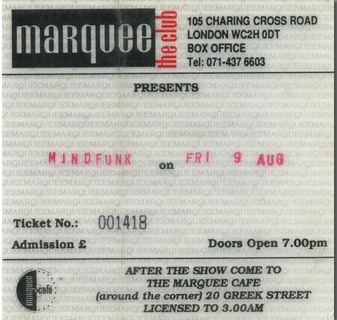 marquee the club
105 CHARING CROSS ROAD
LONDON WC2H 0DT
BOX OFFICE
Tel: 071-437 6603
PRESENTS
MINDFUNK on FRI 9 AUG
Ticket No.: 001418
Admission £ Doors Open 7.00pm
marquee café
AFTER THE SHOW COME TO
THE MARQUEE CAFE
(around the corner) 20 GREEK STREET
LICENSED TO 3.00AM